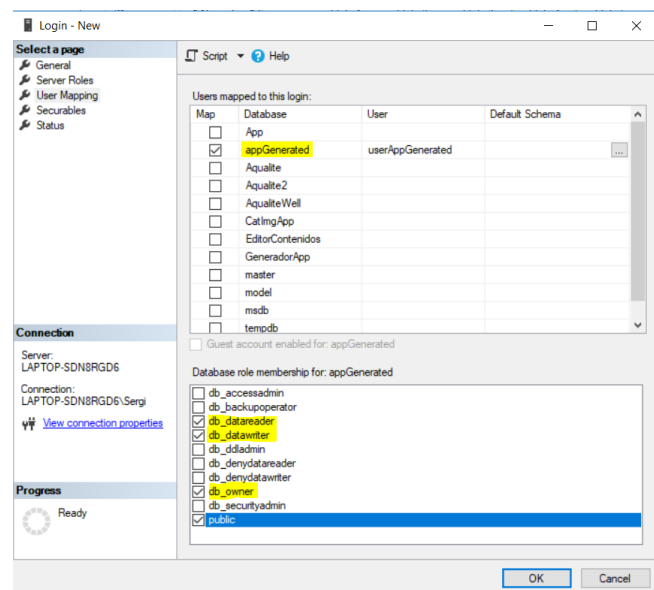 Login - New
Select a page
General
Server Roles
User Mapping
Securables
Status
Script
Help
Users mapped to this login:
Map Database User Default Schema
App
appGenerated userAppGenerated ...
Aqualite
Aqualite2
AqualiteWell
CatImgApp
EditorContenidos
GeneradorApp
master
model
msdb
tempdb
Guest account enabled for: appGenerated
Database role membership for: appGenerated
db_accessadmin
db_backupoperator
db_datareader
db_datawriter
db_ddladmin
db_denydatareader
db_denydatawriter
db_owner
db_securityadmin
public
Connection
Server:
LAPTOP-SDN8RGD6
Connection:
LAPTOP-SDN8RGD6\Sergi
View connection properties
Progress
Ready
OK Cancel